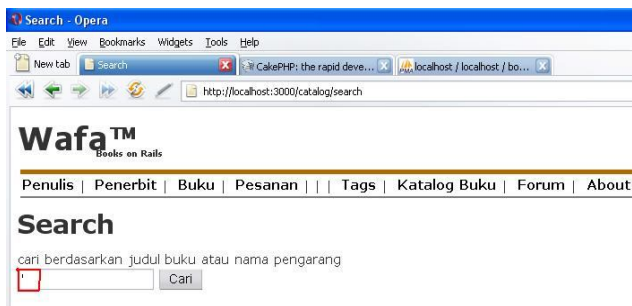 Search - Opera
File Edit View Bookmarks Widgets Tools Help
New tab Search CakePHP: the rapid deve... localhost / localhost / bo...
http://localhost:3000/catalog/search
Wafa™
Books on Rails
Penulis | Penerbit | Buku | Pesanan | | | Tags | Katalog Buku | Forum | About
Search
cari berdasarkan judul buku atau nama pengarang
' Cari